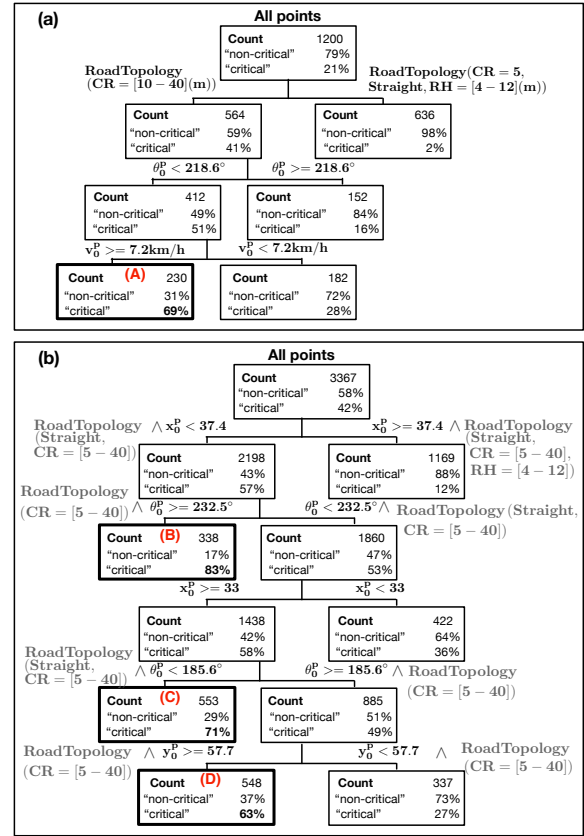 (a)
All points
Count 1200
"non-critical" 79%
"critical" 21%
RoadTopology
(CR = [10 − 40](m))
RoadTopology(CR = 5,
Straight, RH = [4 − 12](m))
Count 564
"non-critical" 59%
"critical" 41%
Count 636
"non-critical" 98%
"critical" 2%
θ₀ᵖ < 218.6°
θ₀ᵖ >= 218.6°
Count 412
"non-critical" 49%
"critical" 51%
Count 152
"non-critical" 84%
"critical" 16%
v₀ᵖ >= 7.2km/h
v₀ᵖ < 7.2km/h
Count (A) 230
"non-critical" 31%
"critical" 69%
Count 182
"non-critical" 72%
"critical" 28%
(b)
All points
Count 3367
"non-critical" 58%
"critical" 42%
RoadTopology ∧ x₀ᵖ < 37.4
(Straight,
CR = [5 − 40])
x₀ᵖ >= 37.4 ∧ RoadTopology
(Straight,
CR = [5 − 40],
RH = [4 − 12])
Count 2198
"non-critical" 43%
"critical" 57%
Count 1169
"non-critical" 88%
"critical" 12%
RoadTopology
(CR = [5 − 40]) ∧ θ₀ᵖ >= 232.5°
θ₀ᵖ < 232.5° ∧ RoadTopology(Straight,
CR = [5 − 40])
Count (B) 338
"non-critical" 17%
"critical" 83%
Count 1860
"non-critical" 47%
"critical" 53%
x₀ᵖ >= 33
x₀ᵖ < 33
Count 1438
"non-critical" 42%
"critical" 58%
Count 422
"non-critical" 64%
"critical" 36%
RoadTopology
(Straight,
CR = [5 − 40]) ∧ θ₀ᵖ < 185.6°
θ₀ᵖ >= 185.6° ∧ RoadTopology
(CR = [5 − 40])
Count (C) 553
"non-critical" 29%
"critical" 71%
Count 885
"non-critical" 51%
"critical" 49%
RoadTopology ∧ y₀ᵖ >= 57.7
(CR = [5 − 40])
y₀ᵖ < 57.7 ∧ RoadTopology
(CR = [5 − 40])
Count (D) 548
"non-critical" 37%
"critical" 63%
Count 337
"non-critical" 73%
"critical" 27%